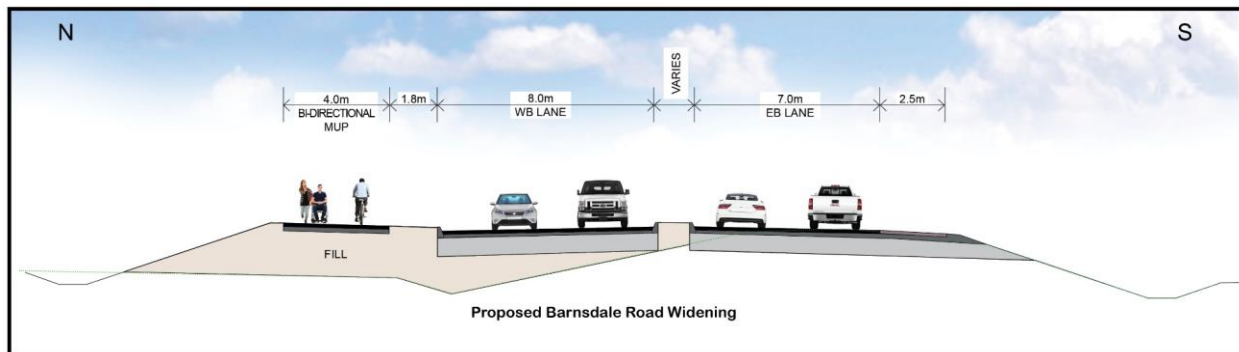 N
S
4.0m
BI-DIRECTIONAL
MUP
1.8m
8.0m
WB LANE
VARIES
7.0m
EB LANE
2.5m
FILL
Proposed Barnsdale Road Widening